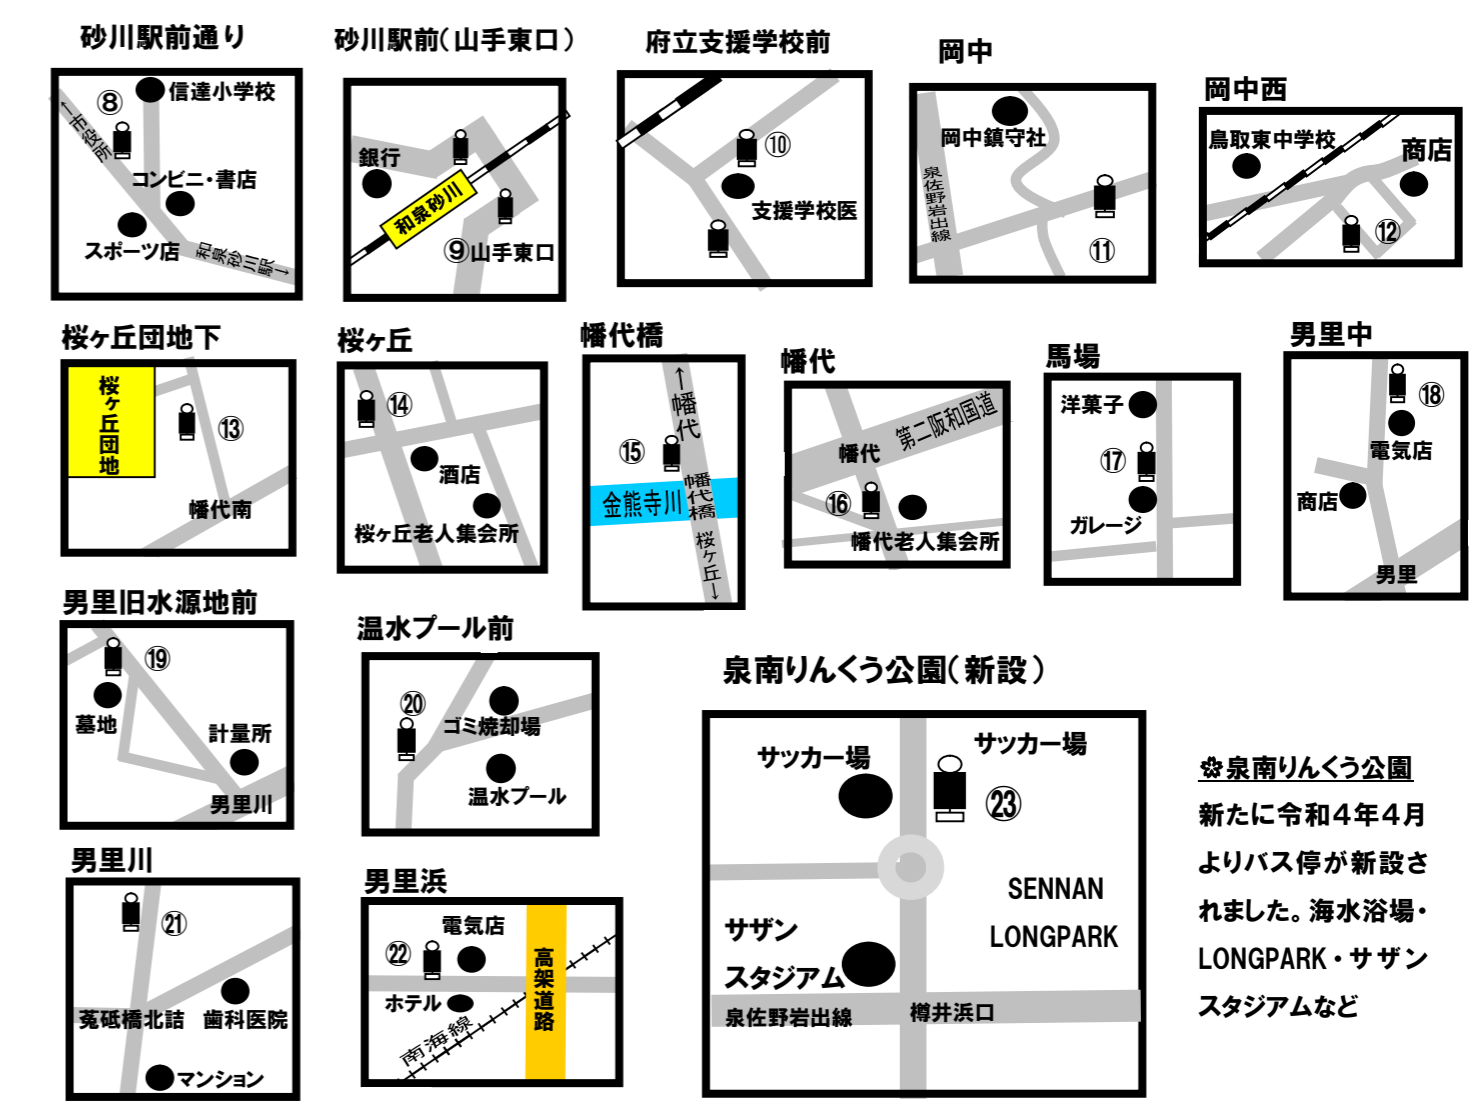 砂川駅前通り
⑧
信達小学校
←市役所
コンビニ・書店
スポーツ店
和泉砂川駅→
砂川駅前（山手東口）
銀行
和泉砂川
⑨山手東口
府立支援学校前
⑩
支援学校医
岡中
岡中鎮守社
泉佐野岩出線
⑪
岡中西
鳥取東中学校
商店
⑫
桜ヶ丘団地下
桜ヶ丘団地
⑬
幡代南
桜ヶ丘
⑭
酒店
桜ヶ丘老人集会所
幡代橋
←幡代
⑮
金熊寺川
幡代橋
桜ヶ丘→
幡代
第二阪和国道
幡代
⑯
幡代老人集会所
馬場
洋菓子
⑰
ガレージ
男里中
⑱
電気店
商店
男里
男里旧水源地前
⑲
墓地
計量所
男里川
温水プール前
⑳
ゴミ焼却場
温水プール
泉南りんくう公園（新設）
サッカー場
サッカー場
㉓
SENNAN
LONGPARK
サザン
スタジアム
泉佐野岩出線
樽井浜口
男里川
㉑
菟砥橋北詰
歯科医院
マンション
男里浜
電気店
㉒
ホテル
南海線
高架道路
✿泉南りんくう公園
新たに令和４年４月
よりバス停が新設さ
れました。海水浴場・
LONGPARK・サザン
スタジアムなど